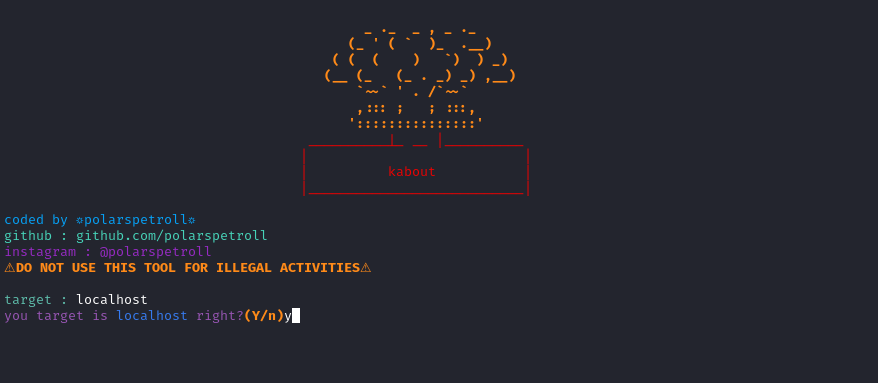 kabout
coded by ☼polarspetroll☼
github : github.com/polarspetroll
instagram : @polarspetroll
⚠DO NOT USE THIS TOOL FOR ILLEGAL ACTIVITIES⚠
target : localhost
you target is localhost right?(Y/n)y